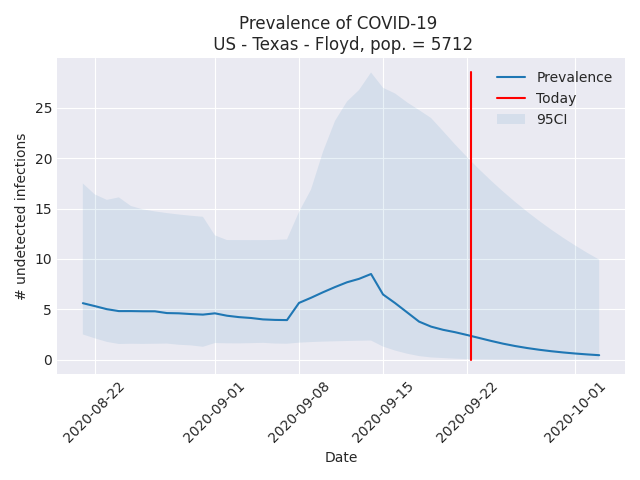 Prevalence of COVID-19
US - Texas - Floyd, pop. = 5712
Prevalence
Today
95CI
# undetected infections
25
20
15
10
5
0
2020-08-22
2020-09-01
2020-09-08
2020-09-15
2020-09-22
2020-10-01
Date